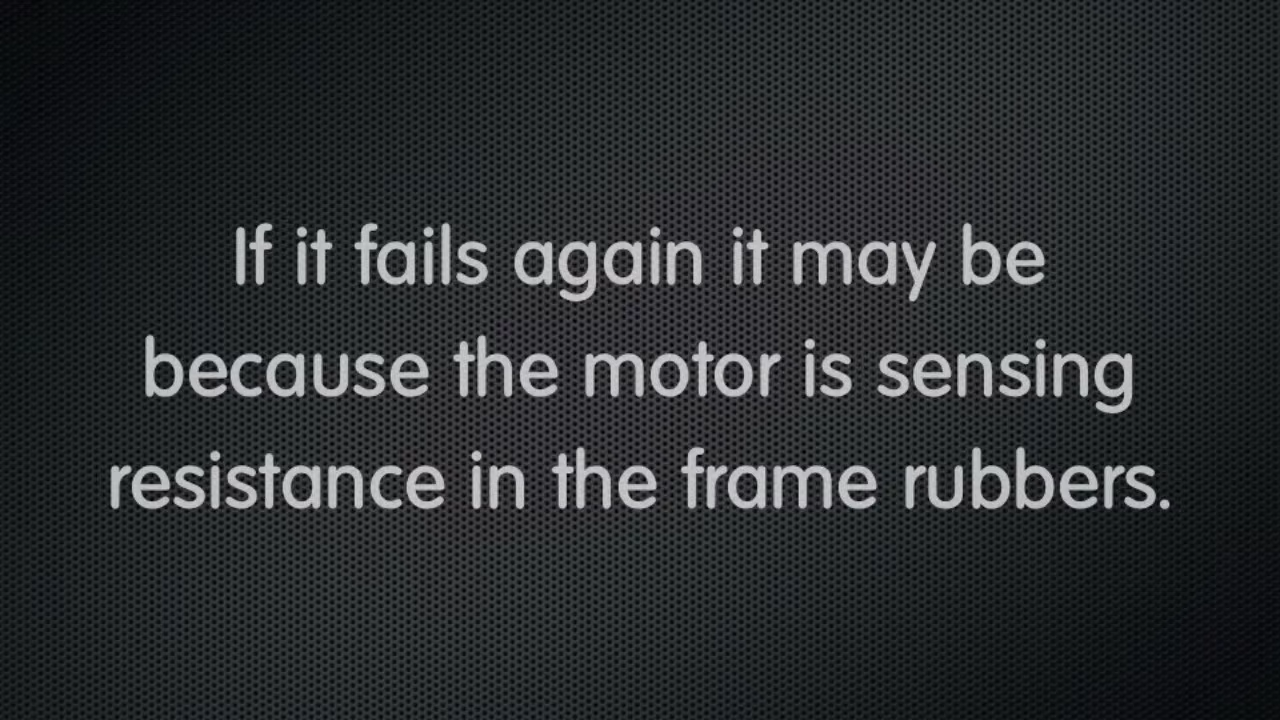 If it fails again it may be
because the motor is sensing
resistance in the frame rubbers.